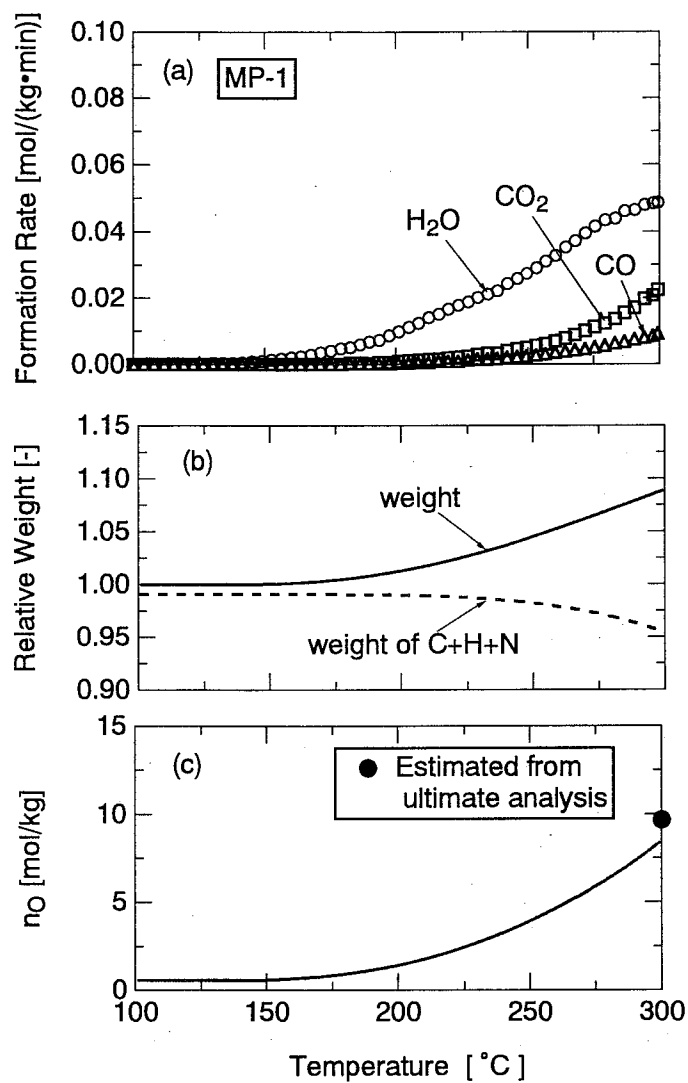 Formation Rate [mol/(kg•min)]
0.10
0.08
0.06
0.04
0.02
0.00
(a)
MP-1
H₂O
CO₂
CO
Relative Weight [-]
1.15
1.10
1.05
1.00
0.95
0.90
(b)
weight
weight of C+H+N
nO [mol/kg]
15
10
5
0
(c)
Estimated from
ultimate analysis
100 150 200 250 300
Temperature [°C]